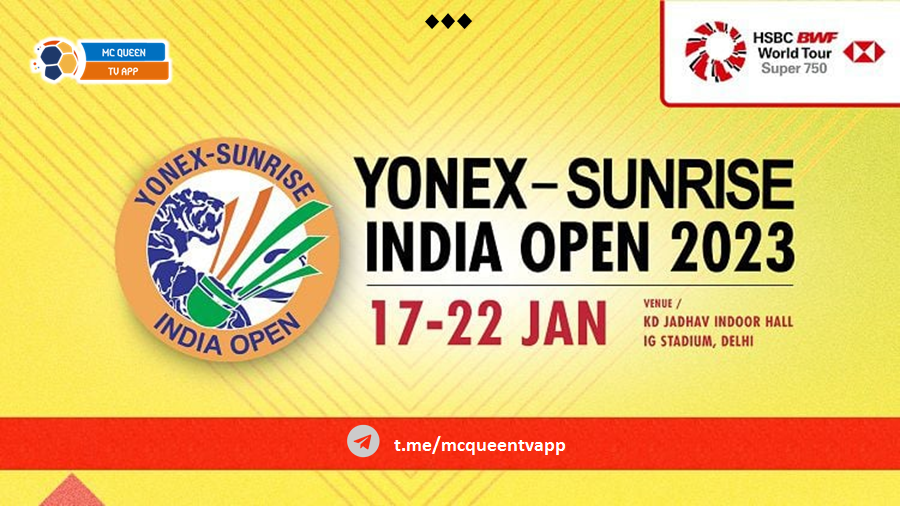 MC QUEEN
TV APP
HSBC BWF
World Tour
Super 750
YONEX-SUNRISE
INDIA OPEN
YONEX-SUNRISE
INDIA OPEN 2023
17-22 JAN
VENUE /
KD JADHAV INDOOR HALL
IG STADIUM, DELHI
t.me/mcqueentvapp